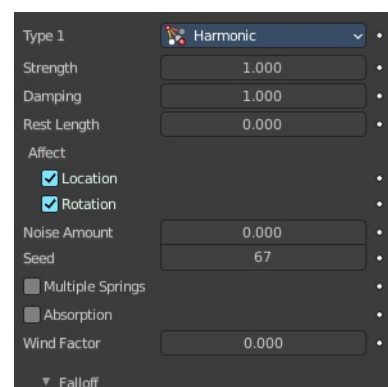 Type 1 Harmonic
Strength 1.000
Damping 1.000
Rest Length 0.000
Affect
Location
Rotation
Noise Amount 0.000
Seed 67
Multiple Springs
Absorption
Wind Factor 0.000
Falloff